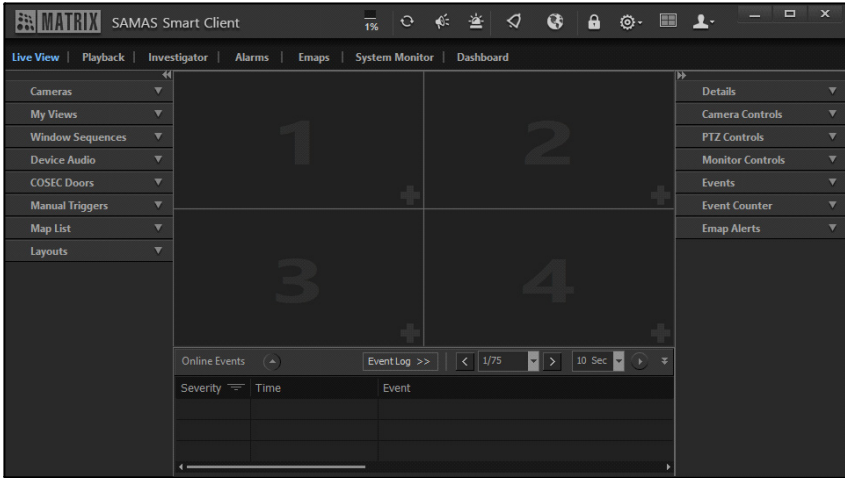 MATRIX SAMAS Smart Client 1%
Live View | Playback | Investigator | Alarms | Emaps | System Monitor | Dashboard
Cameras
My Views
Window Sequences
Device Audio
COSEC Doors
Manual Triggers
Map List
Layouts
1
2
3
4
Details
Camera Controls
PTZ Controls
Monitor Controls
Events
Event Counter
Emap Alerts
Online Events Event Log >> 1/75 10 Sec
Severity Time Event